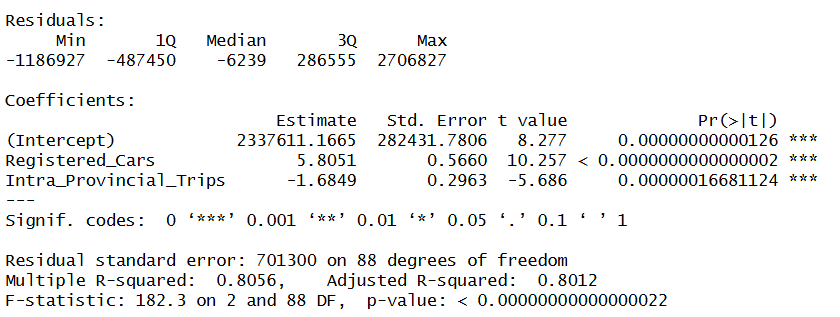 Residuals:
     Min       1Q   Median       3Q      Max
-1186927  -487450    -6239   286555  2706827

Coefficients:
                           Estimate   Std. Error t value             Pr(>|t|)
(Intercept)            2337611.1665  282431.7806   8.277     0.00000000000126 ***
Registered_Cars              5.8051       0.5660  10.257 < 0.0000000000000002 ***
Intra_Provincial_Trips      -1.6849       0.2963  -5.686     0.00000016681124 ***
---
Signif. codes:  0 ‘***’ 0.001 ‘**’ 0.01 ‘*’ 0.05 ‘.’ 0.1 ‘ ’ 1

Residual standard error: 701300 on 88 degrees of freedom
Multiple R-squared:  0.8056,    Adjusted R-squared:  0.8012
F-statistic: 182.3 on 2 and 88 DF,  p-value: < 0.00000000000000022